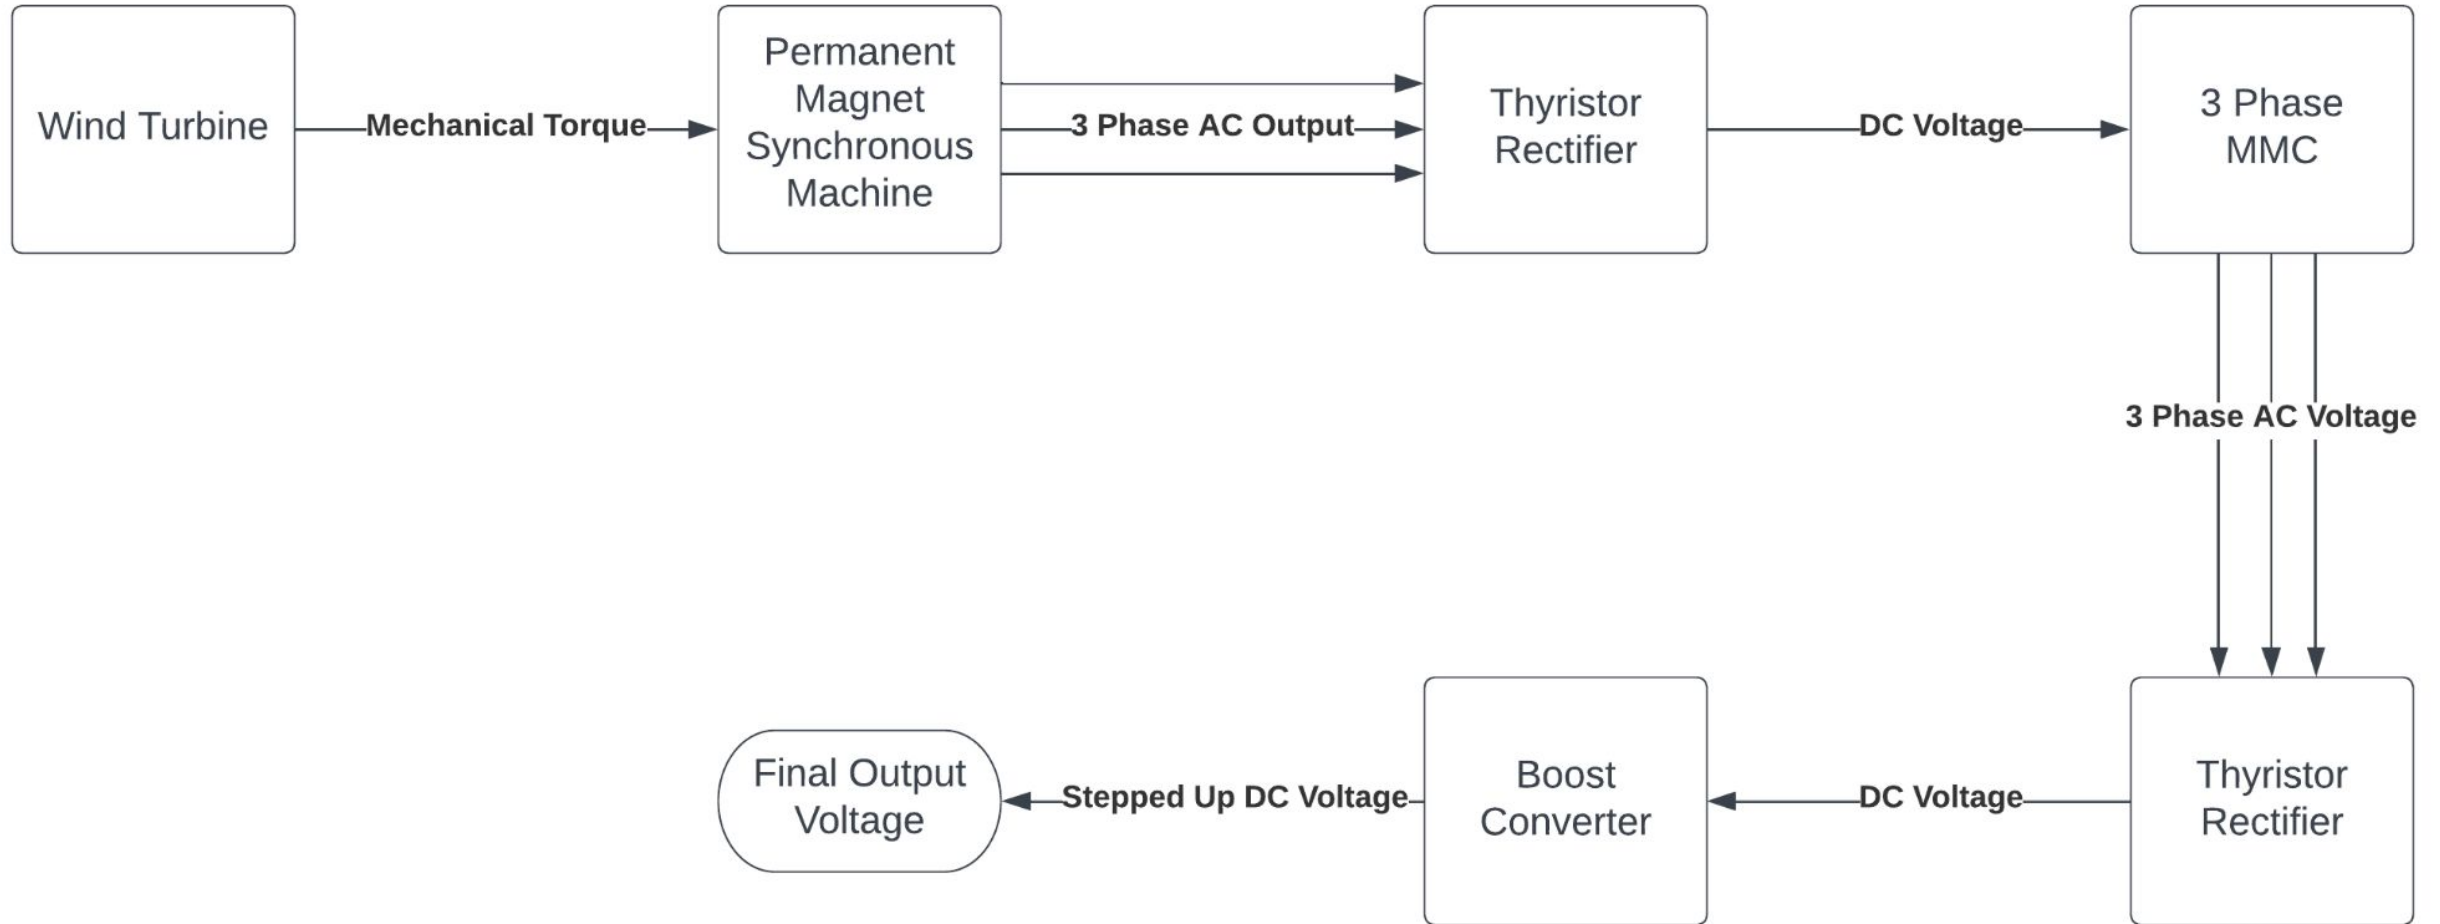 Wind Turbine
Mechanical Torque
Permanent
Magnet
Synchronous
Machine
3 Phase AC Output
Thyristor
Rectifier
DC Voltage
3 Phase
MMC
3 Phase AC Voltage
Thyristor
Rectifier
DC Voltage
Boost
Converter
Stepped Up DC Voltage
Final Output
Voltage